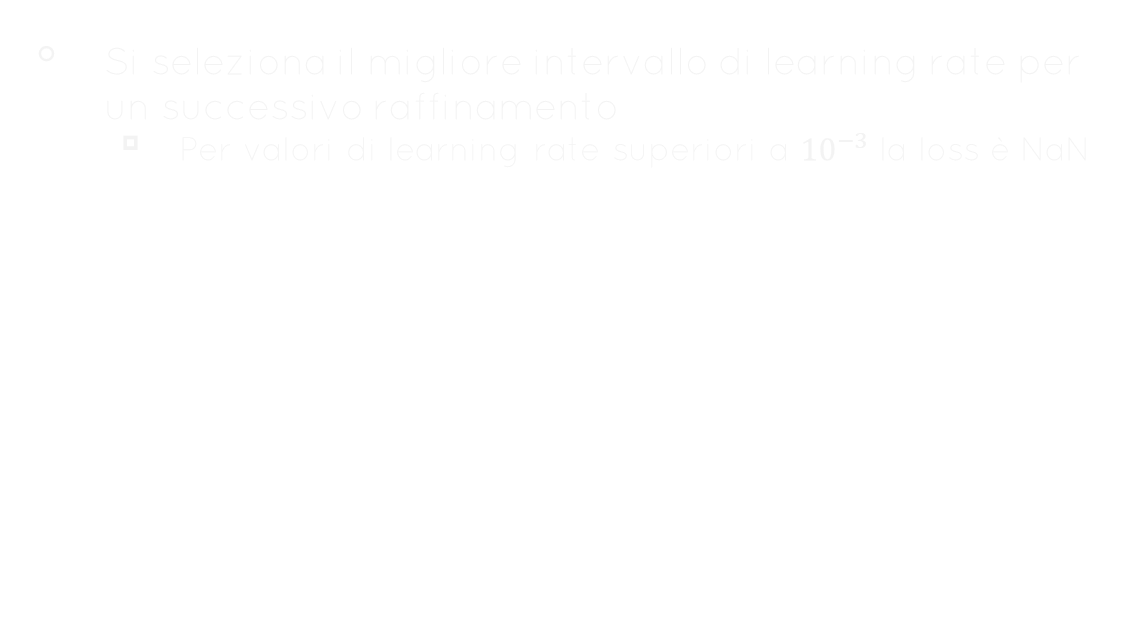 Si seleziona il migliore intervallo di learning rate per
un successivo raffinamento
Per valori di learning rate superiori a 10⁻³ la loss è NaN